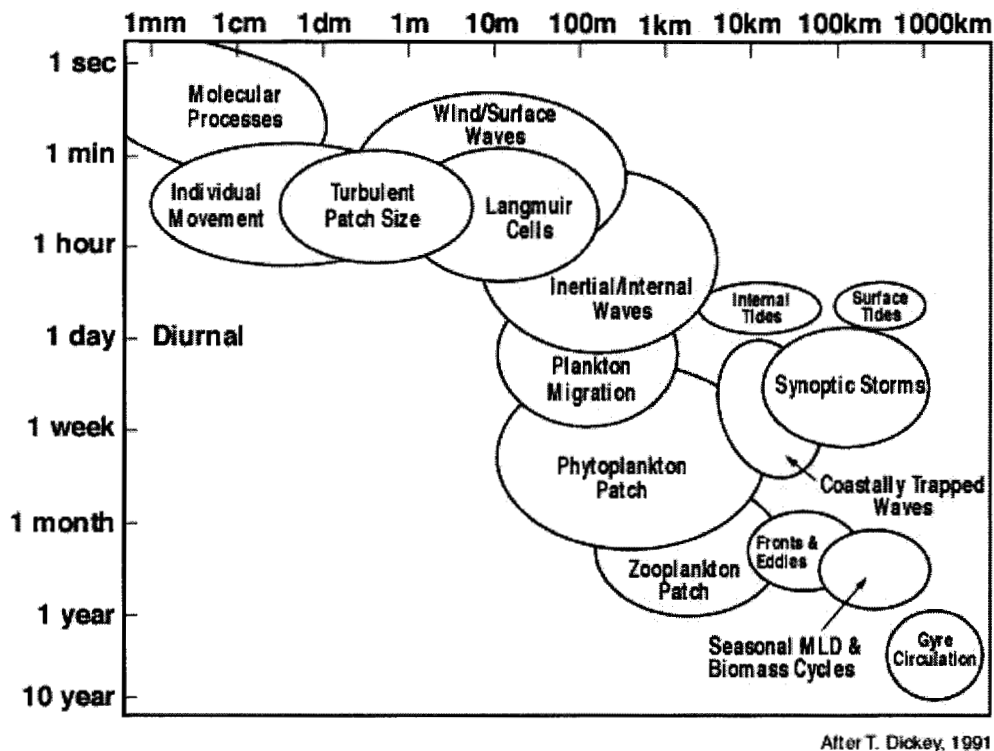 1mm 1cm 1dm 1m 10m 100m 1km 10km 100km 1000km
1 sec
1 min
1 hour
1 day
1 week
1 month
1 year
10 year
Molecular
Processes
Wind/Surface
Waves
Individual
Movement
Turbulent
Patch Size
Langmuir
Cells
Inertial/Internal
Waves
Internal
Tides
Surface
Tides
Diurnal
Plankton
Migration
Synoptic Storms
Phytoplankton
Patch
Coastally Trapped
Waves
Fronts &
Eddies
Zooplankton
Patch
Seasonal MLD &
Biomass Cycles
Gyre
Circulation
After T. Dickey, 1991